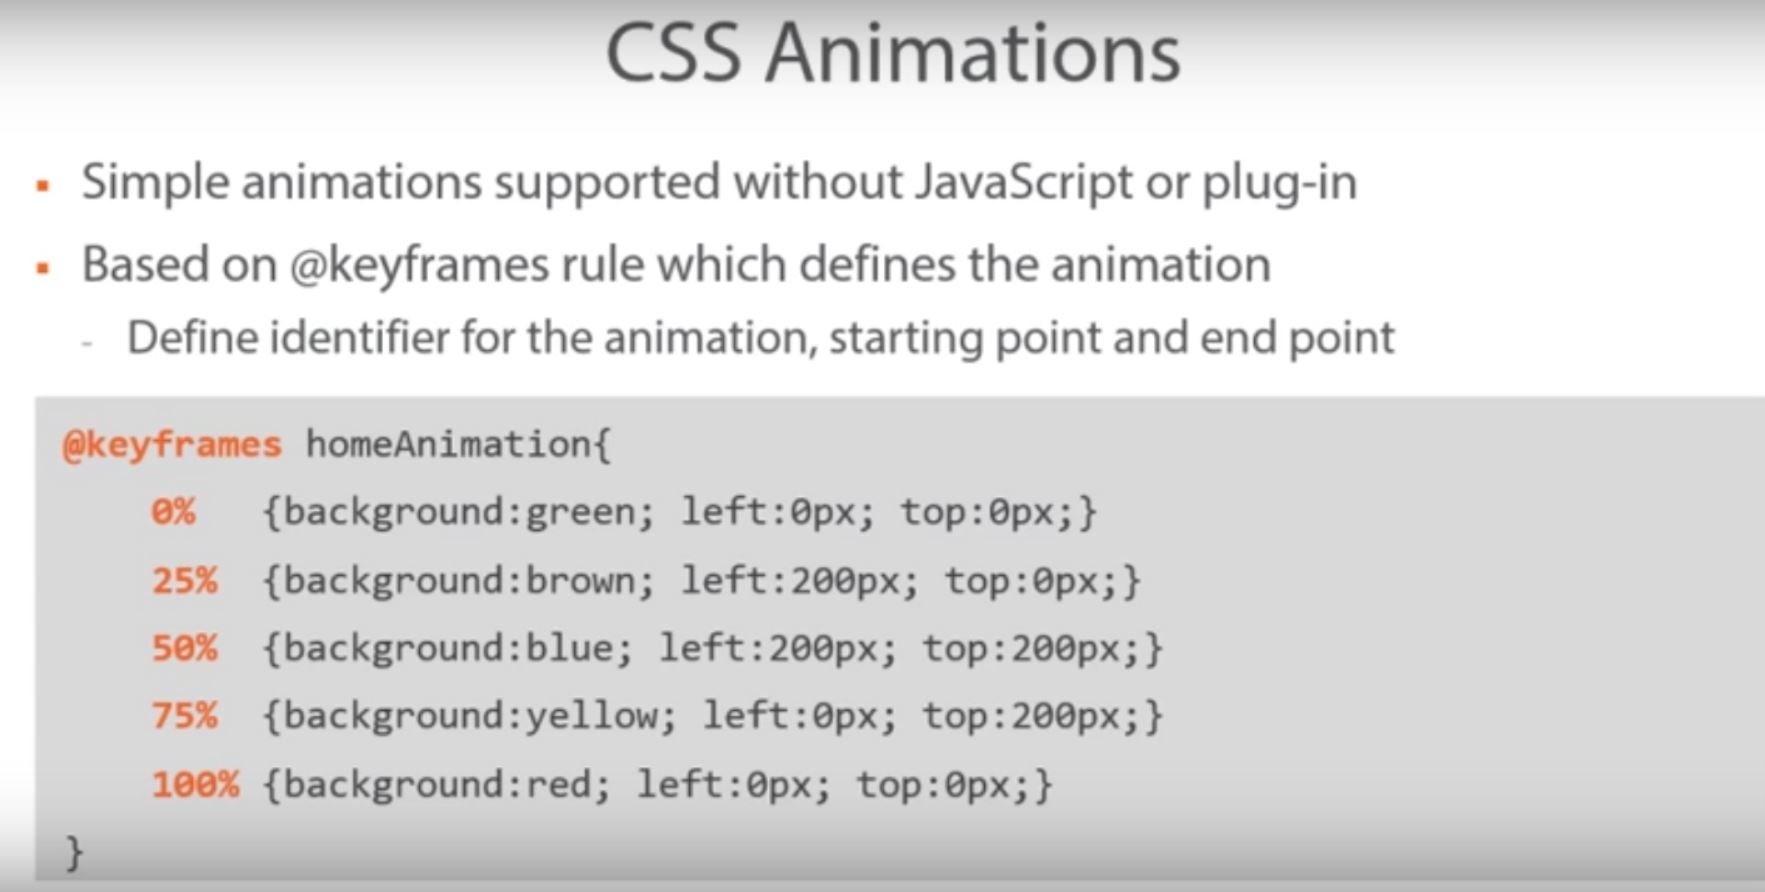 CSS Animations
▪ Simple animations supported without JavaScript or plug-in
▪ Based on @keyframes rule which defines the animation
- Define identifier for the animation, starting point and end point
@keyframes homeAnimation{
0% {background:green; left:0px; top:0px;}
25% {background:brown; left:200px; top:0px;}
50% {background:blue; left:200px; top:200px;}
75% {background:yellow; left:0px; top:200px;}
100% {background:red; left:0px; top:0px;}
}